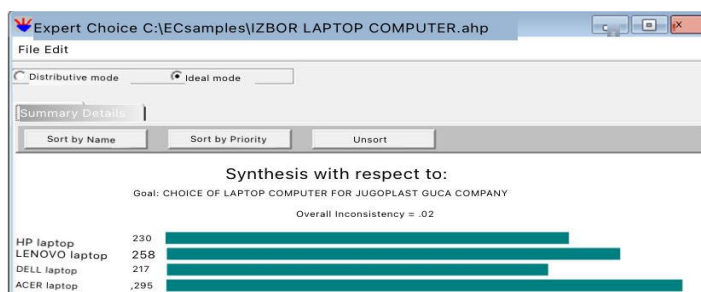 Expert Choice C:\ECsamples\IZBOR LAPTOP COMPUTER.ahp
File Edit
Distributive mode Ideal mode
Summary Details
Sort by Name Sort by Priority Unsort
Synthesis with respect to:
Goal: CHOICE OF LAPTOP COMPUTER FOR JUGOPLAST GUCA COMPANY
Overall Inconsistency = .02
HP laptop 230
LENOVO laptop 258
DELL laptop 217
ACER laptop ,295